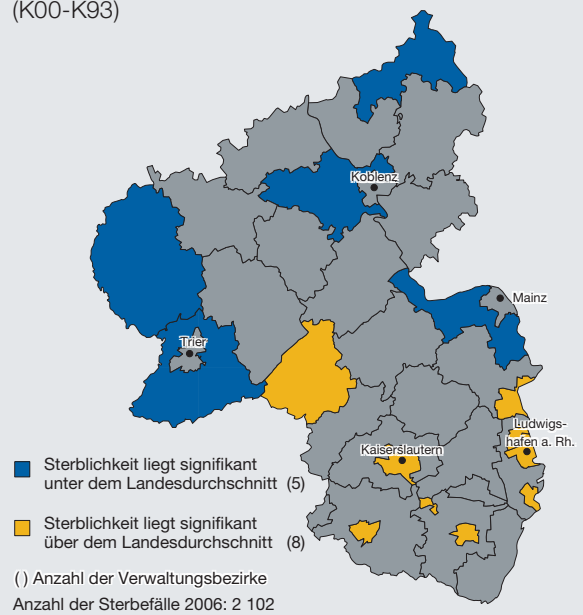 (K00-K93)
Koblenz
Mainz
Trier
Ludwigs-
hafen a. Rh.
Kaiserslautern
Sterblichkeit liegt signifikant
unter dem Landesdurchschnitt (5)
Sterblichkeit liegt signifikant
über dem Landesdurchschnitt (8)
( ) Anzahl der Verwaltungsbezirke
Anzahl der Sterbefälle 2006: 2 102